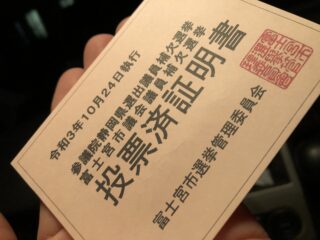 令和3年10月24日執行
参議院静岡県選出議員補欠選挙
富士宮市議会議員補欠選挙
投票済証明書
富士宮市選挙管理委員会